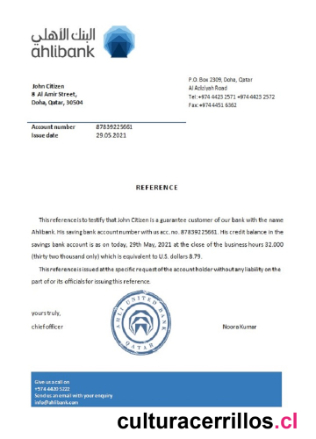 البنك الأهلي
ahlibank
John Citizen
8 Al Amir Street,
Doha, Qatar, 30504
P.O. Box 2309, Doha, Qatar
Al Adolyah Road
Tel: +974 4423 2571 +974 4423 2572
Fax: +974 4451 6362
Account number 87839225661
Issue date 29.05.2021
REFERENCE
This reference is to testify that John Citizen is a guarantee customer of our bank with the name
Ahlibank. His saving bank account number with us acc. no. 87839225661. His credit balance in the
savings bank account is as on today, 29th May, 2021 at the close of the business hours 32.000
(thirty two thousand only) which is equivalent to U.S. dollars 8.79.
This reference is issued at the specific request of the account holder without any liability on the
part of or its officials for issuing this reference.
yours truly,
chief officer
Noora Kumar
AHLI UNITED BANK
QATAR
Give us a call on
+974 4420 5222
Send us an email with your enquiry
info@ahlibank.com
culturacerrillos.cl